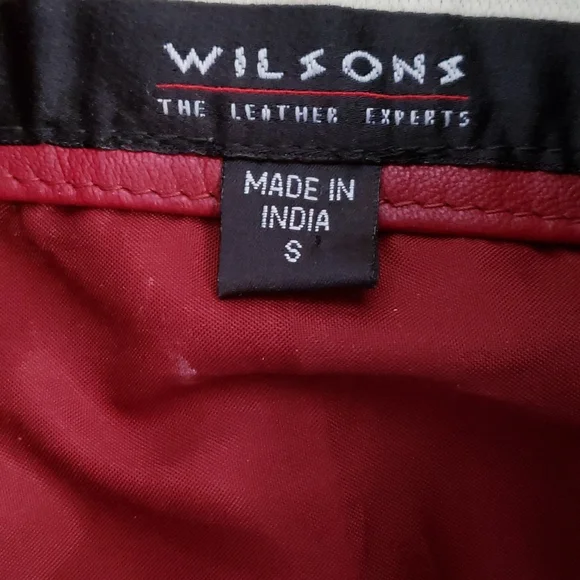 WILSONS
THE LEATHER EXPERTS
MADE IN
INDIA
S